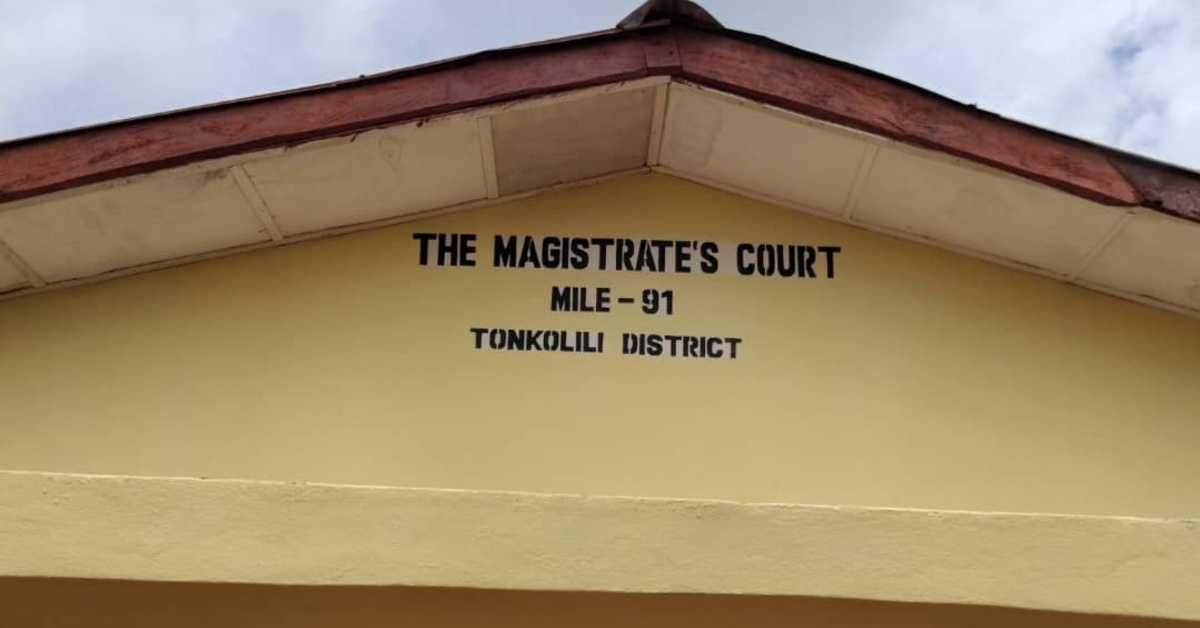 THE MAGISTRATE'S COURT
MILE – 91
TONKOLILI DISTRICT